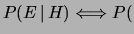 P(E | H) ⟺ P(